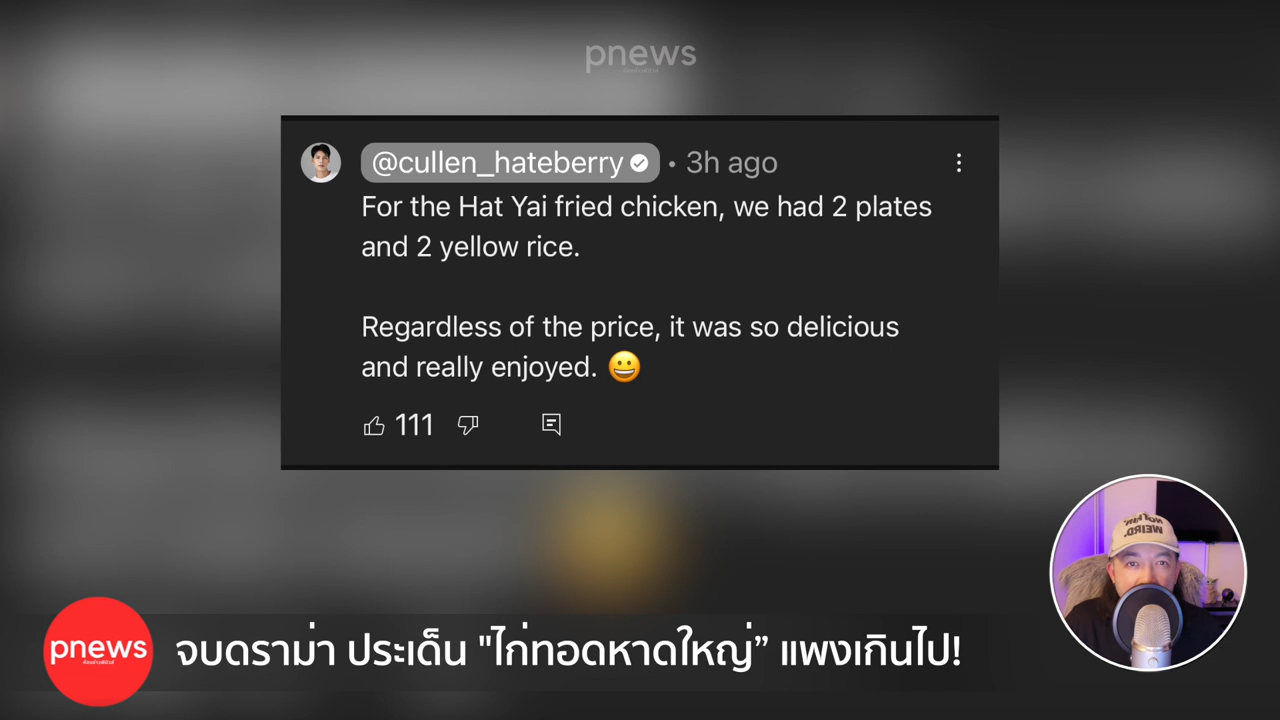 pnews
@cullen_hateberry • 3h ago
For the Hat Yai fried chicken, we had 2 plates
and 2 yellow rice.
Regardless of the price, it was so delicious
and really enjoyed. 😀
111
NOTHIN'
WEIRD.
pnews
จบดราม่า ประเด็น "ไก่ทอดหาดใหญ่” แพงเกินไป!